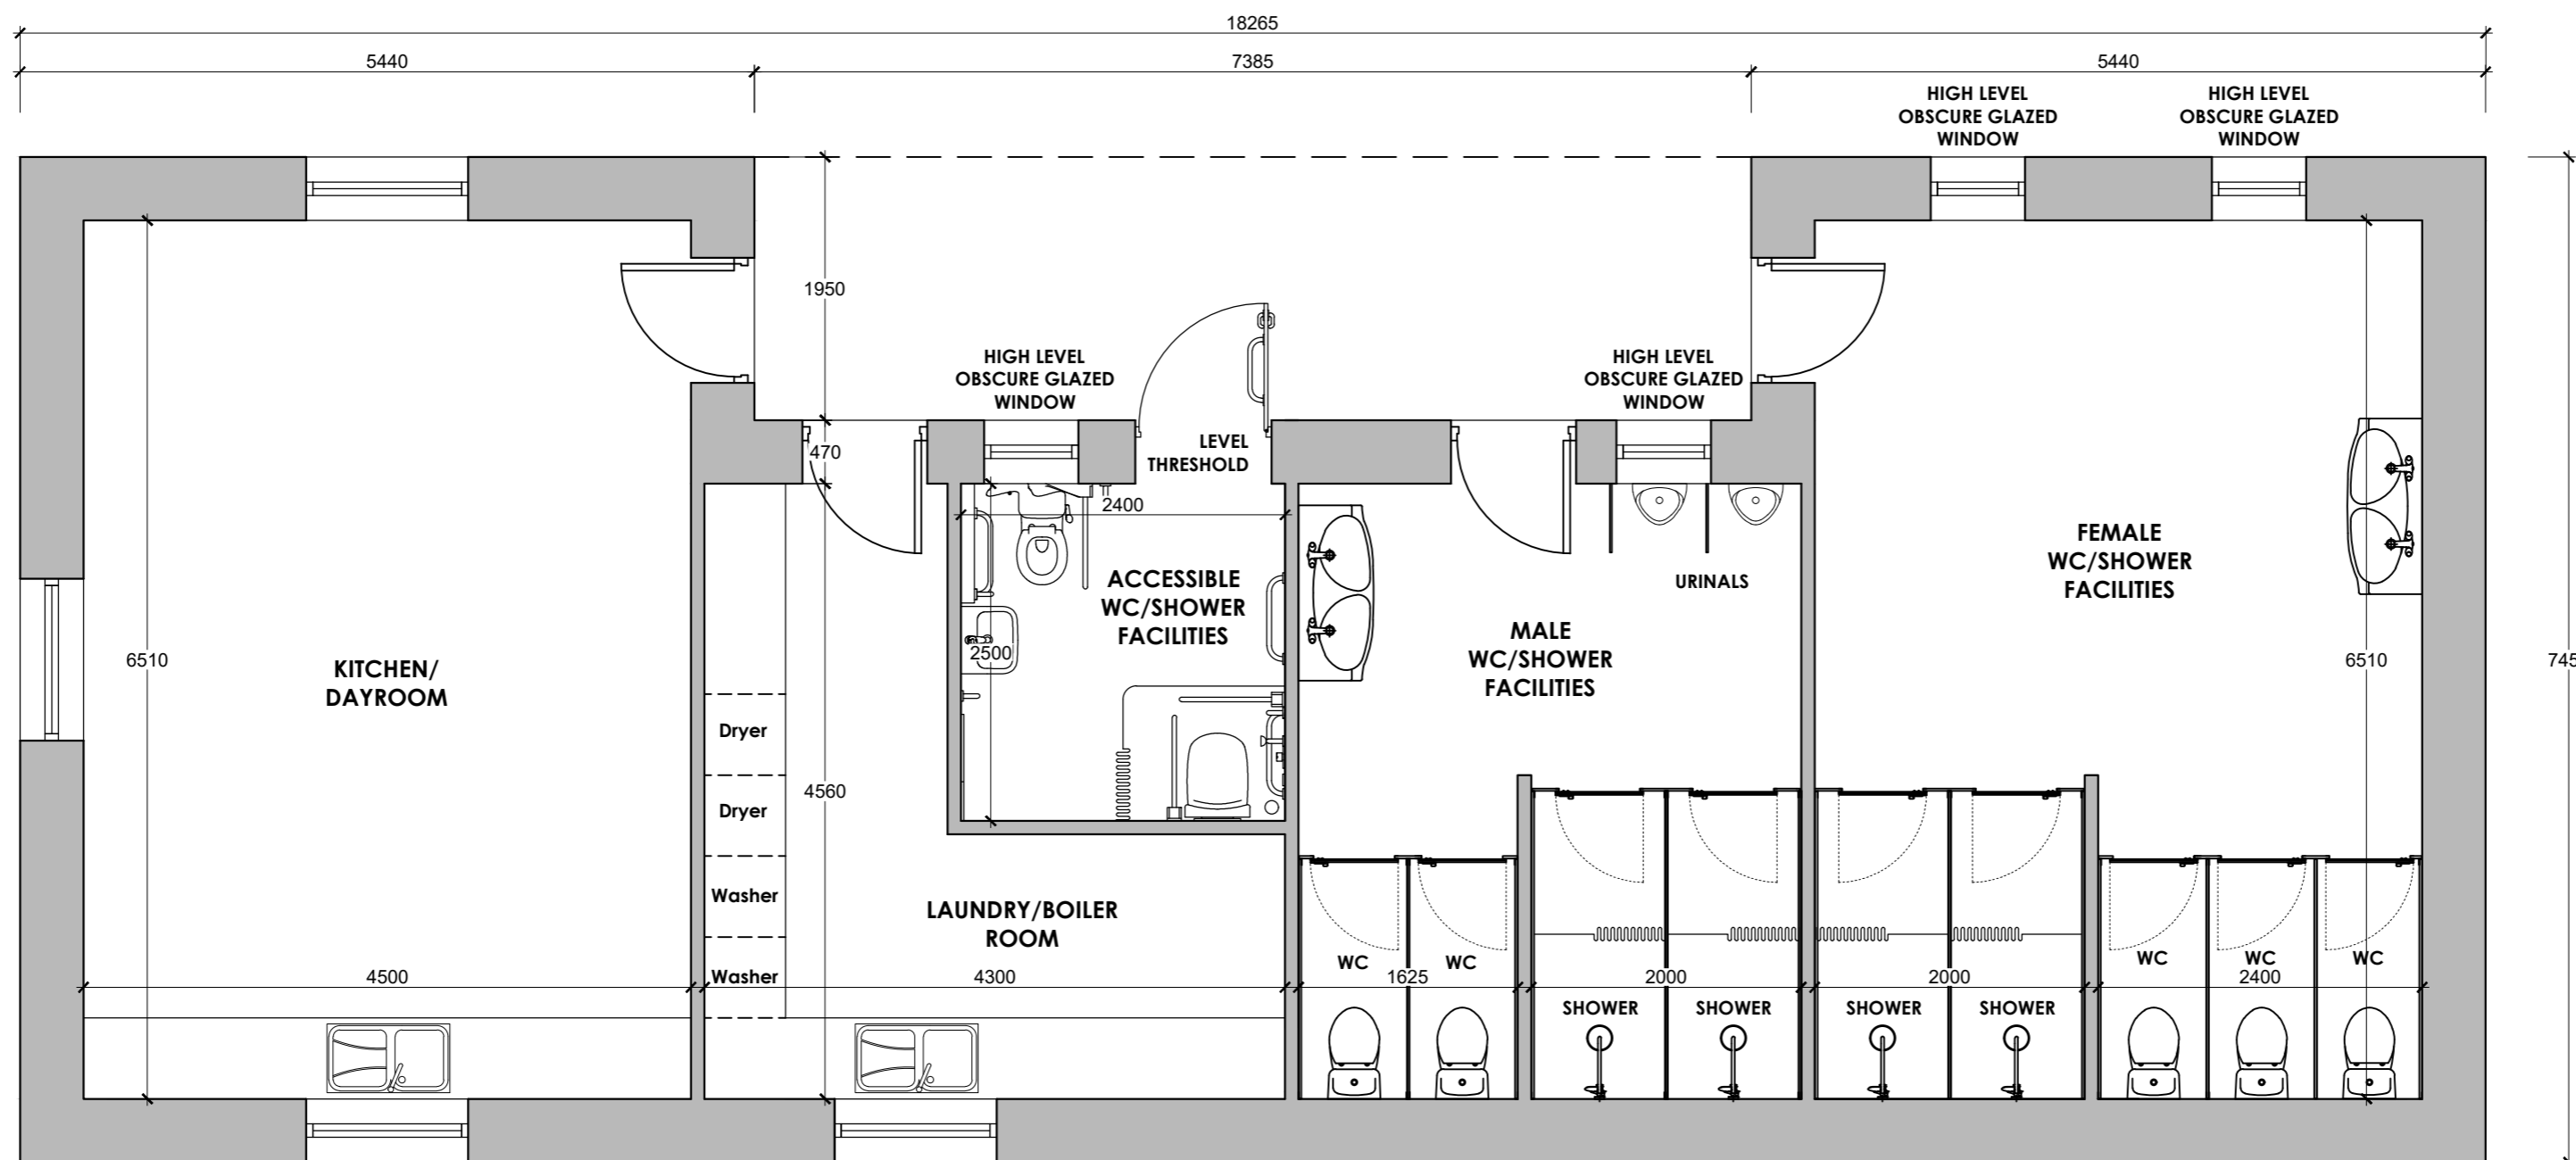 18265
5440
7385
5440
HIGH LEVEL
OBSCURE GLAZED
WINDOW
HIGH LEVEL
OBSCURE GLAZED
WINDOW
1950
HIGH LEVEL
OBSCURE GLAZED
WINDOW
HIGH LEVEL
OBSCURE GLAZED
WINDOW
LEVEL
THRESHOLD
470
2400
ACCESSIBLE
WC/SHOWER
FACILITIES
2500
URINALS
FEMALE
WC/SHOWER
FACILITIES
MALE
WC/SHOWER
FACILITIES
6510
KITCHEN/
DAYROOM
6510
745
Dryer
Dryer
4560
Washer
Washer
LAUNDRY/BOILER
ROOM
WC
WC
WC
WC
WC
4500
4300
1625
2000
2000
2400
SHOWER
SHOWER
SHOWER
SHOWER